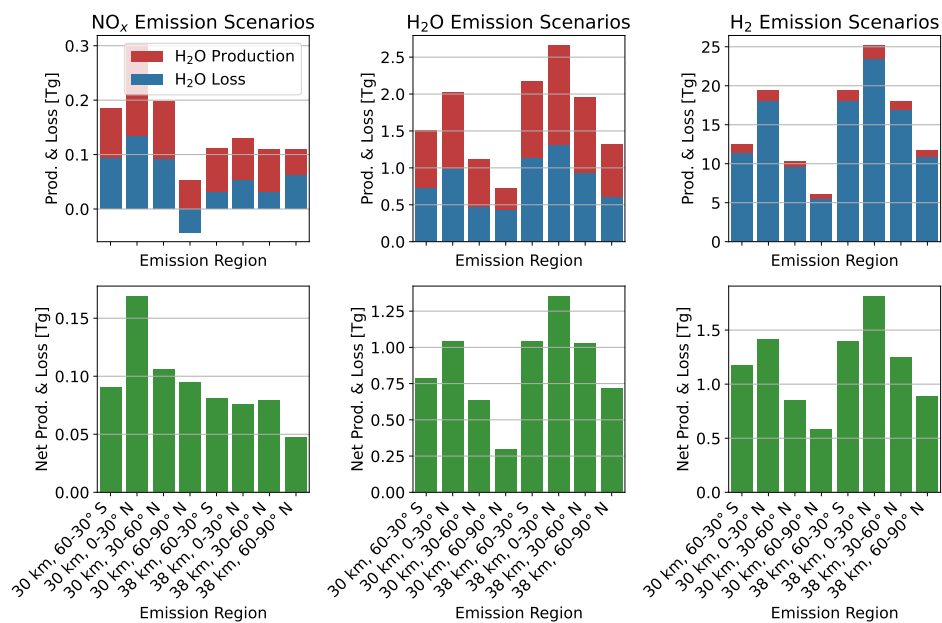 NOₓ Emission Scenarios
H₂O Emission Scenarios
H₂ Emission Scenarios
Prod. & Loss [Tg]
0.3
0.2
0.1
0.0
H₂O Production
H₂O Loss
Emission Region
Prod. & Loss [Tg]
2.5
2.0
1.5
1.0
0.5
0.0
Emission Region
Prod. & Loss [Tg]
25
20
15
10
5
0
Emission Region
Net Prod. & Loss [Tg]
0.15
0.10
0.05
0.00
30 km, 60-30° S
30 km, 0-30° N
30 km, 30-60° N
30 km, 60-90° N
38 km, 60-30° S
38 km, 0-30° N
38 km, 30-60° N
38 km, 60-90° N
Emission Region
Net Prod. & Loss [Tg]
1.25
1.00
0.75
0.50
0.25
0.00
30 km, 60-30° S
30 km, 0-30° N
30 km, 30-60° N
30 km, 60-90° N
38 km, 60-30° S
38 km, 0-30° N
38 km, 30-60° N
38 km, 60-90° N
Emission Region
Net Prod. & Loss [Tg]
1.5
1.0
0.5
0.0
30 km, 60-30° S
30 km, 0-30° N
30 km, 30-60° N
30 km, 60-90° N
38 km, 60-30° S
38 km, 0-30° N
38 km, 30-60° N
38 km, 60-90° N
Emission Region